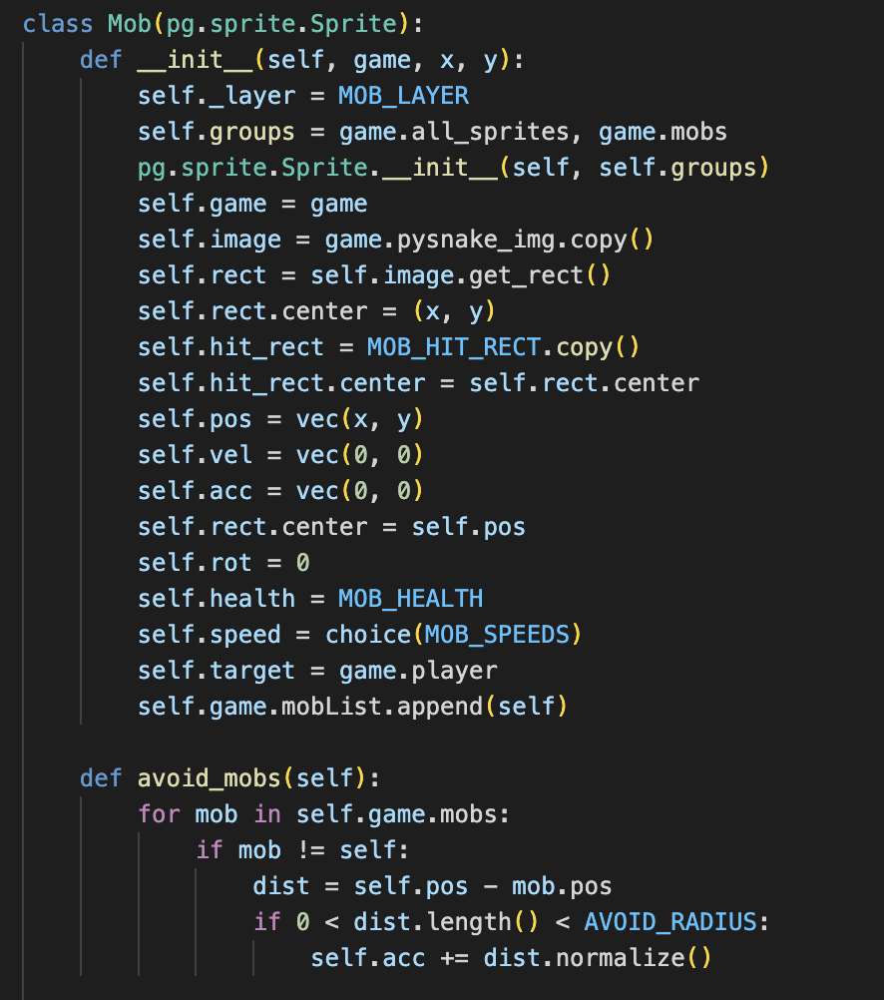 class Mob(pg.sprite.Sprite):
    def __init__(self, game, x, y):
        self._layer = MOB_LAYER
        self.groups = game.all_sprites, game.mobs
        pg.sprite.Sprite.__init__(self, self.groups)
        self.game = game
        self.image = game.pysnake_img.copy()
        self.rect = self.image.get_rect()
        self.rect.center = (x, y)
        self.hit_rect = MOB_HIT_RECT.copy()
        self.hit_rect.center = self.rect.center
        self.pos = vec(x, y)
        self.vel = vec(0, 0)
        self.acc = vec(0, 0)
        self.rect.center = self.pos
        self.rot = 0
        self.health = MOB_HEALTH
        self.speed = choice(MOB_SPEEDS)
        self.target = game.player
        self.game.mobList.append(self)

    def avoid_mobs(self):
        for mob in self.game.mobs:
            if mob != self:
                dist = self.pos - mob.pos
                if 0 < dist.length() < AVOID_RADIUS:
                    self.acc += dist.normalize()